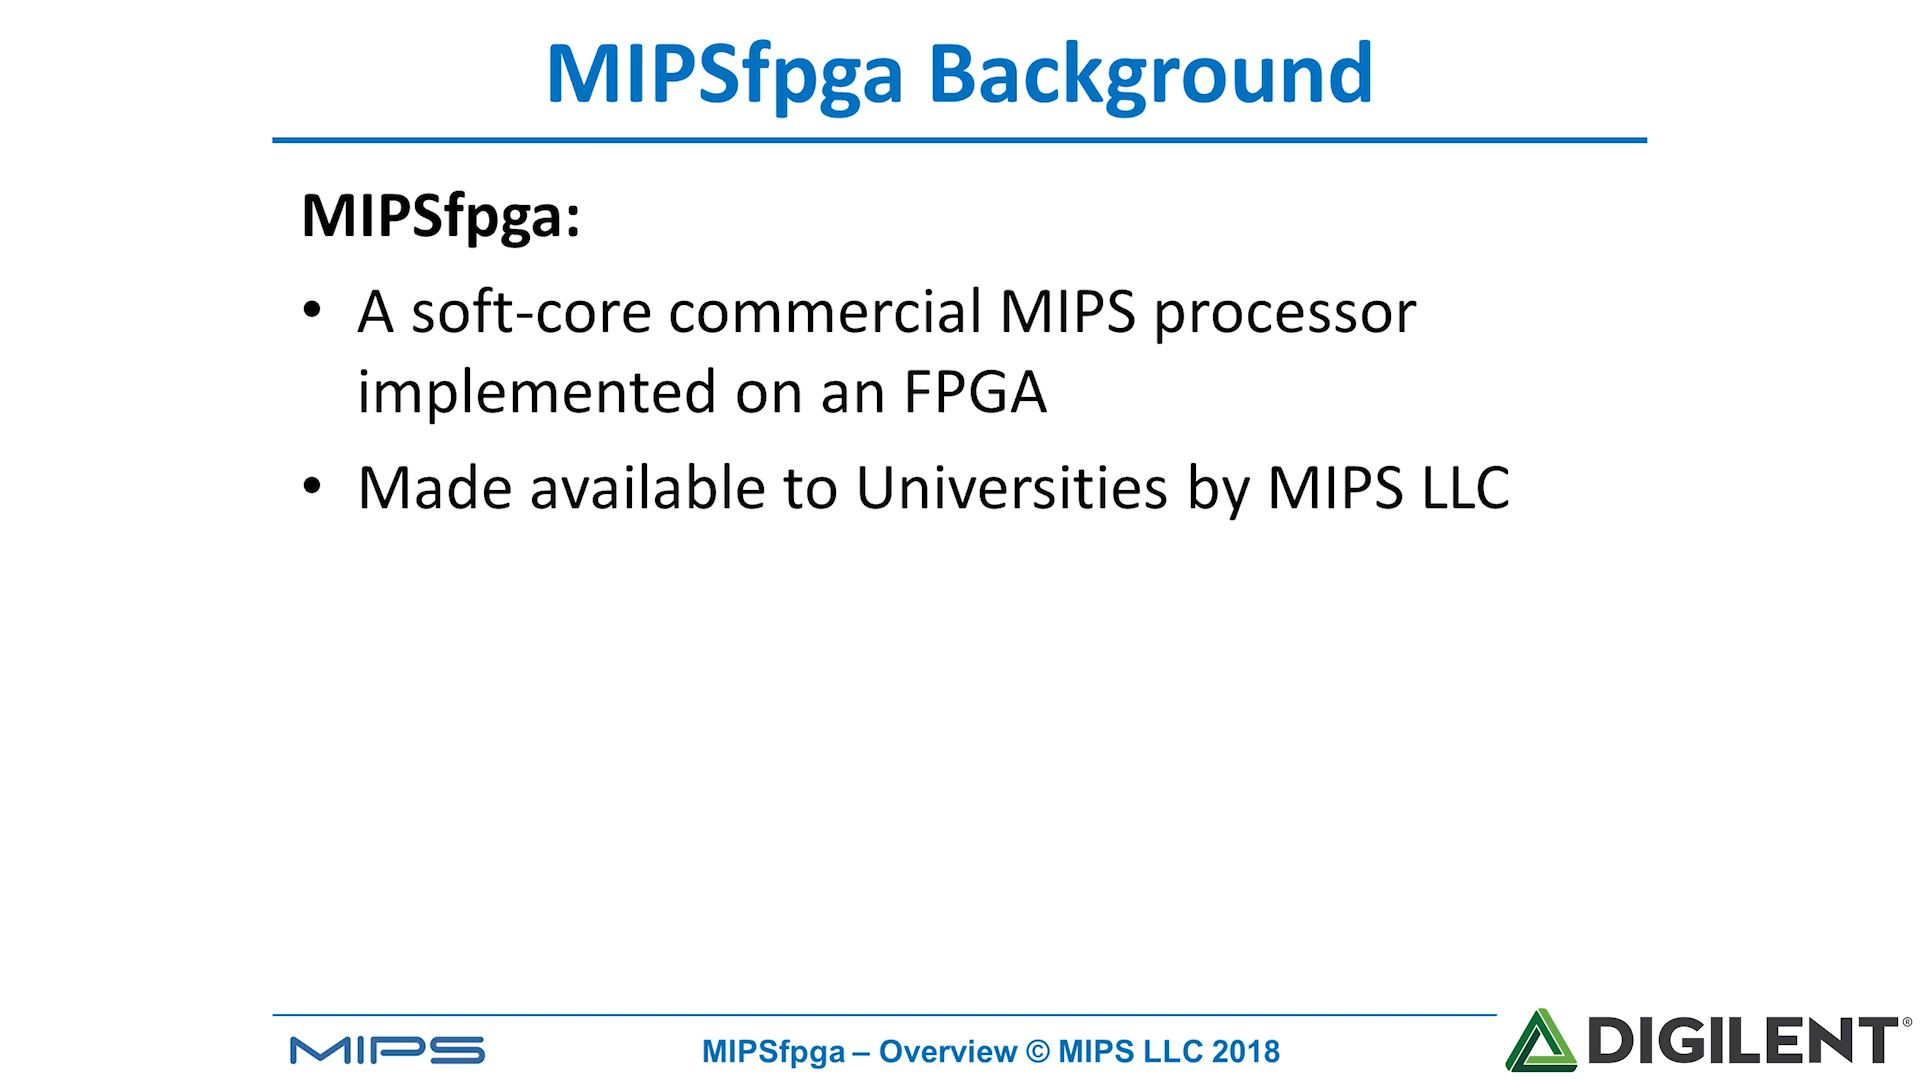 MIPSfpga Background
MIPSfpga:
• A soft-core commercial MIPS processor
implemented on an FPGA
• Made available to Universities by MIPS LLC
MIPS
MIPSfpga – Overview © MIPS LLC 2018
DIGILENT®